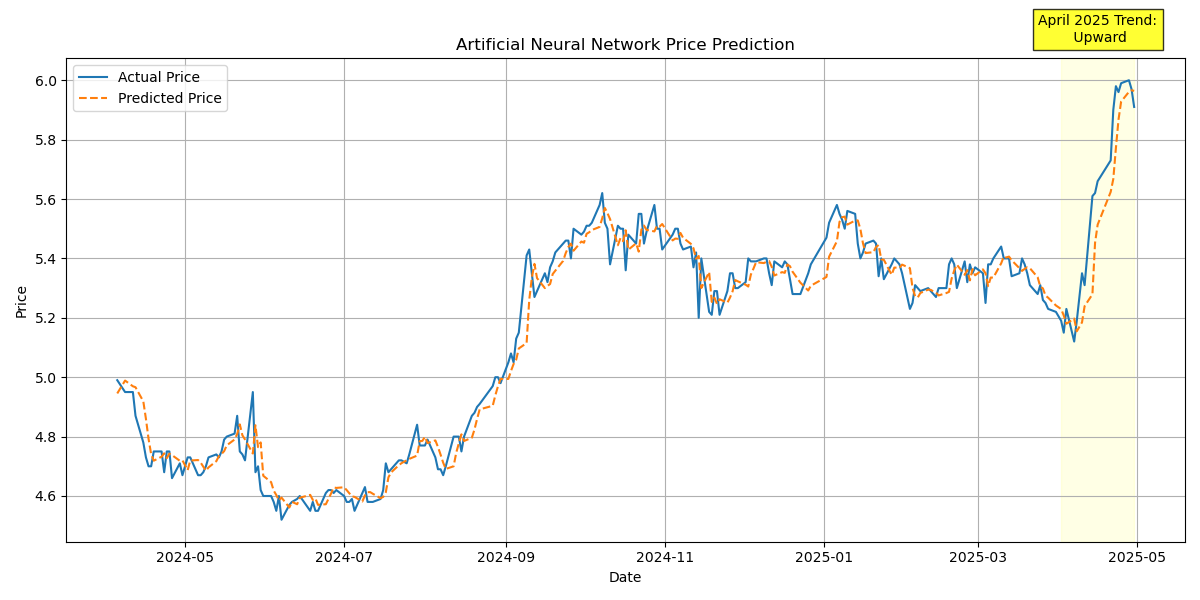 April 2025 Trend:
Upward
Artificial Neural Network Price Prediction
Actual Price
Predicted Price
Price
6.0
5.8
5.6
5.4
5.2
5.0
4.8
4.6
2024-05
2024-07
2024-09
2024-11
2025-01
2025-03
2025-05
Date